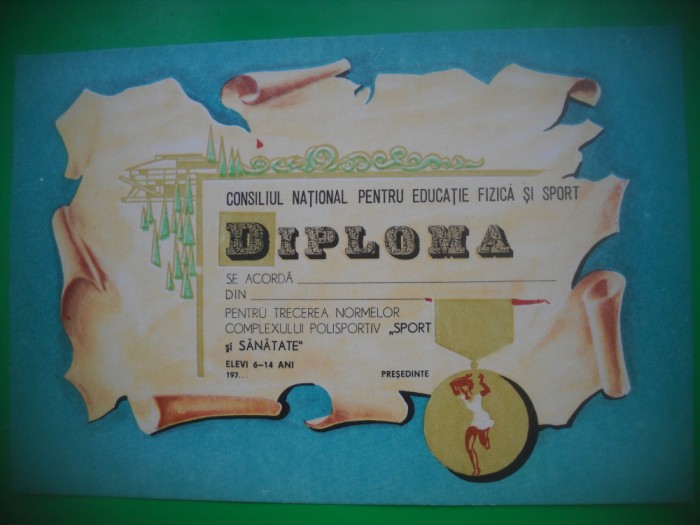 CONSILIUL NAȚIONAL PENTRU EDUCAȚIE FIZICĂ ȘI SPORT
DIPLOMA
SE ACORDĂ
DIN
PENTRU TRECEREA NORMELOR
COMPLEXULUI POLISPORTIV „SPORT
și SĂNĂTATE"
ELEVI 6–14 ANI
197... PREȘEDINTE